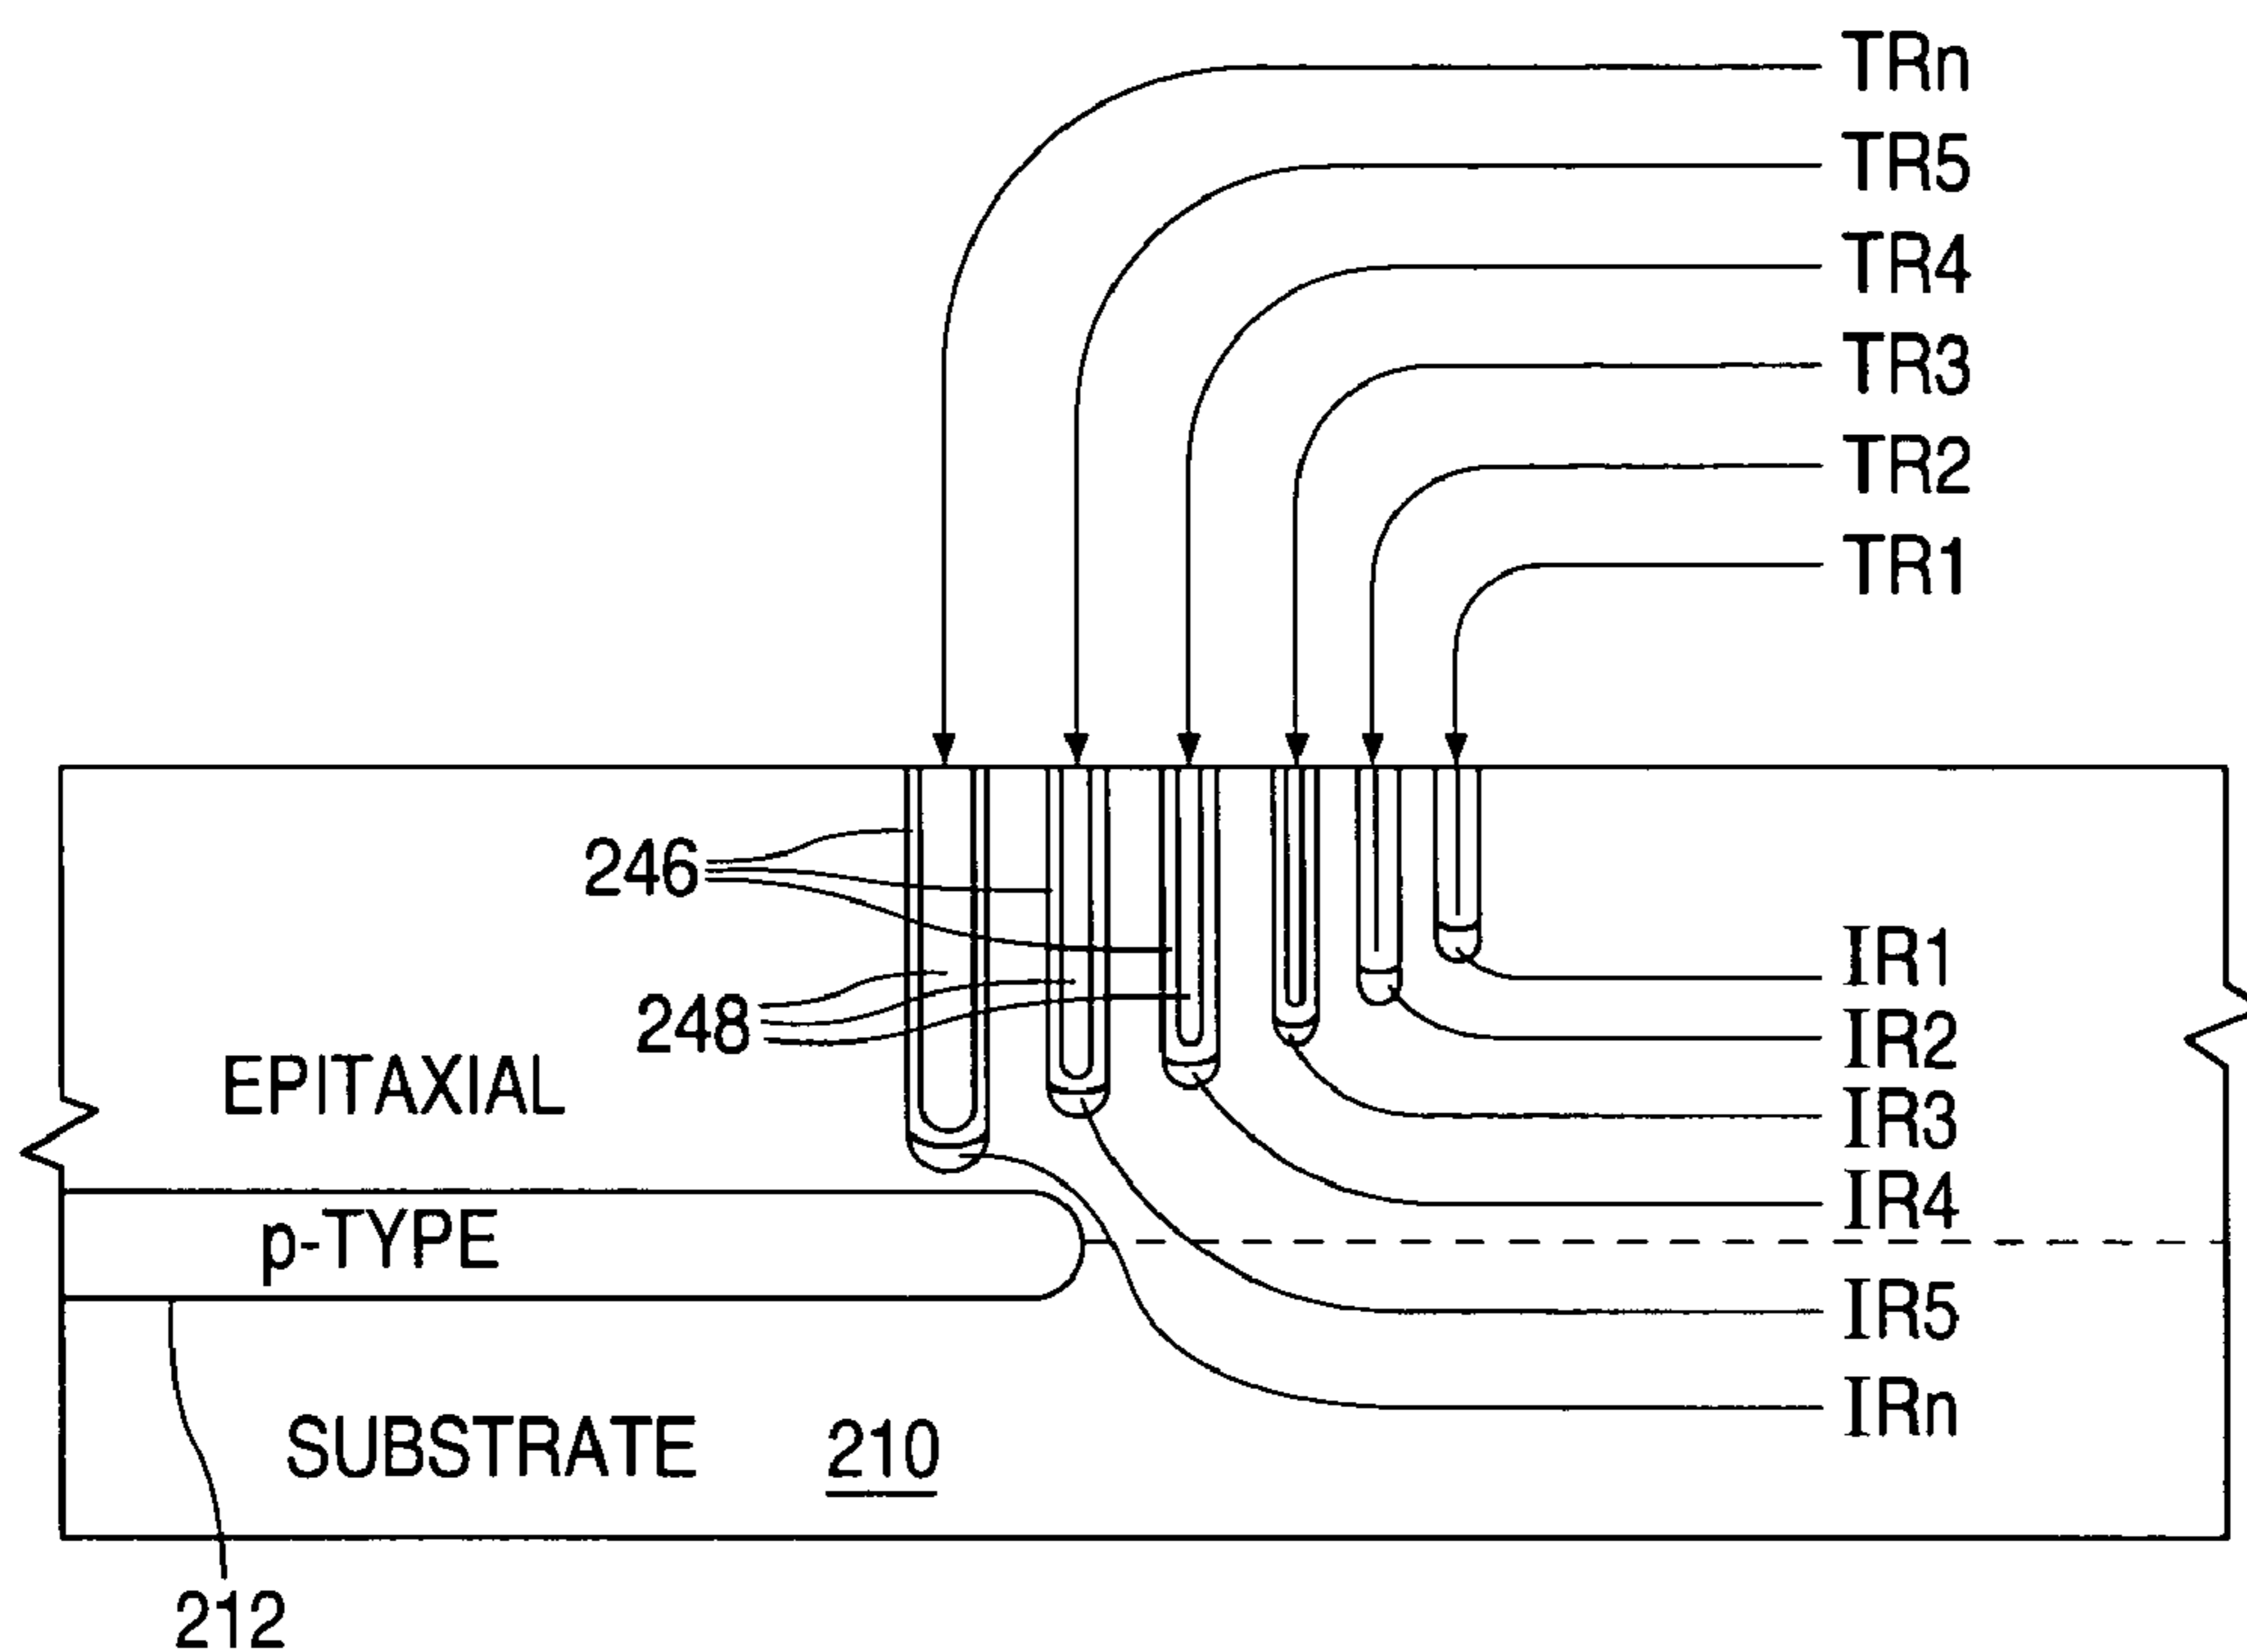 TRn
TR5
TR4
TR3
TR2
TR1
246
248
IR1
IR2
EPITAXIAL
IR3
IR4
p-TYPE
IR5
IRn
SUBSTRATE 210
212